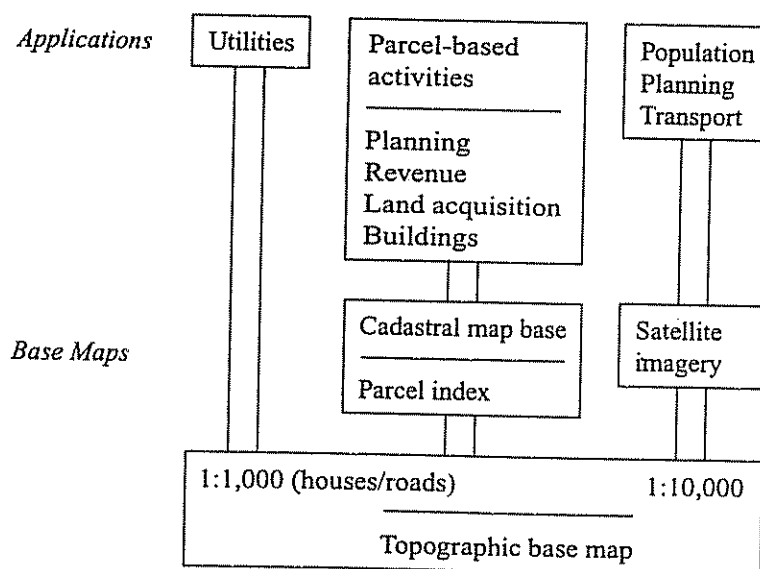 Applications
Utilities
Parcel-based
activities
Planning
Revenue
Land acquisition
Buildings
Population
Planning
Transport
Base Maps
Cadastral map base
Parcel index
Satellite
imagery
1:1,000 (houses/roads)
1:10,000
Topographic base map